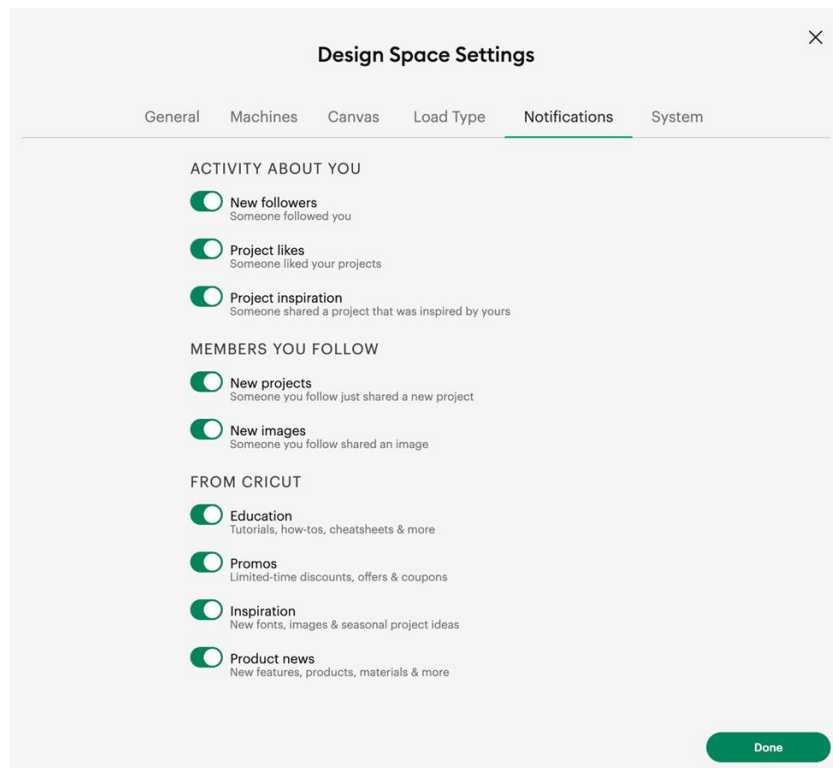 Design Space Settings
General Machines Canvas Load Type Notifications System
ACTIVITY ABOUT YOU
New followers
Someone followed you
Project likes
Someone liked your projects
Project inspiration
Someone shared a project that was inspired by yours
MEMBERS YOU FOLLOW
New projects
Someone you follow just shared a new project
New images
Someone you follow shared an image
FROM CRICUT
Education
Tutorials, how-tos, cheatsheets & more
Promos
Limited-time discounts, offers & coupons
Inspiration
New fonts, images & seasonal project ideas
Product news
New features, products, materials & more
Done